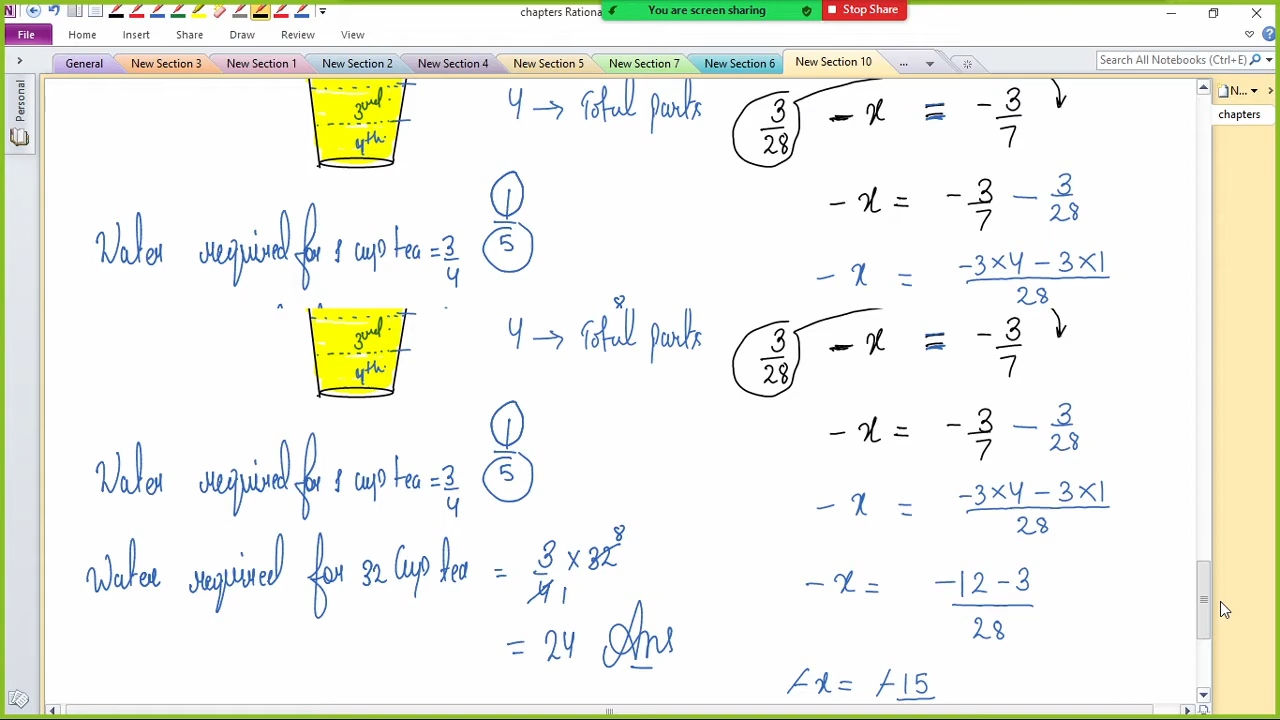 chapters Rationa
You are screen sharing
Stop Share
File Home Insert Share Draw Review View
General New Section 3 New Section 1 New Section 2 New Section 4 New Section 5 New Section 7 New Section 6 New Section 10 ...
Search All Notebooks (Ctrl+E)
Personal
N...
chapters
3rd
4th
4 → Total parts
1/5
Water required for 1 cup tea = 3/4
3rd
4th
4 → Total parts
1/5
Water required for 1 cup tea = 3/4
Water required for 32 Cup tea = 3/4 1 × 32 8
= 24 Ans
3/28 - x = -3/7
-x = -3/7 - 3/28
-x = -3×4 - 3×1 / 28
3/28 - x = -3/7
-x = -3/7 - 3/28
-x = -3×4 - 3×1 / 28
-x = -12 - 3 / 28
-x = -15